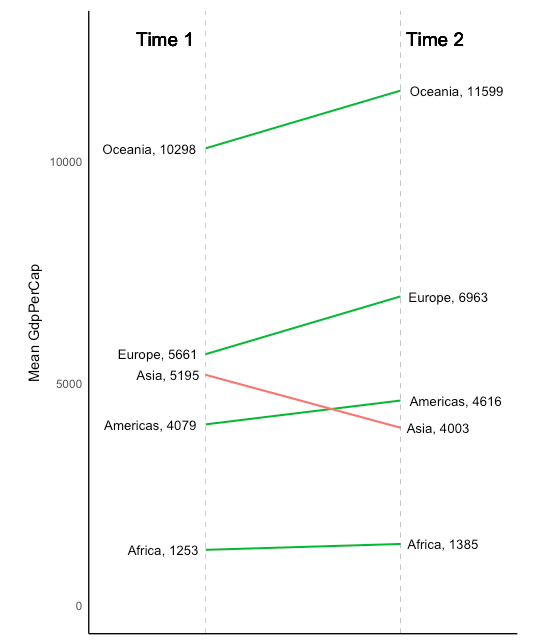 Time 1
Time 2
Oceania, 11599
Oceania, 10298
10000
Mean GdpPerCap
Europe, 6963
Europe, 5661
Asia, 5195
5000
Americas, 4616
Americas, 4079
Asia, 4003
Africa, 1385
Africa, 1253
0